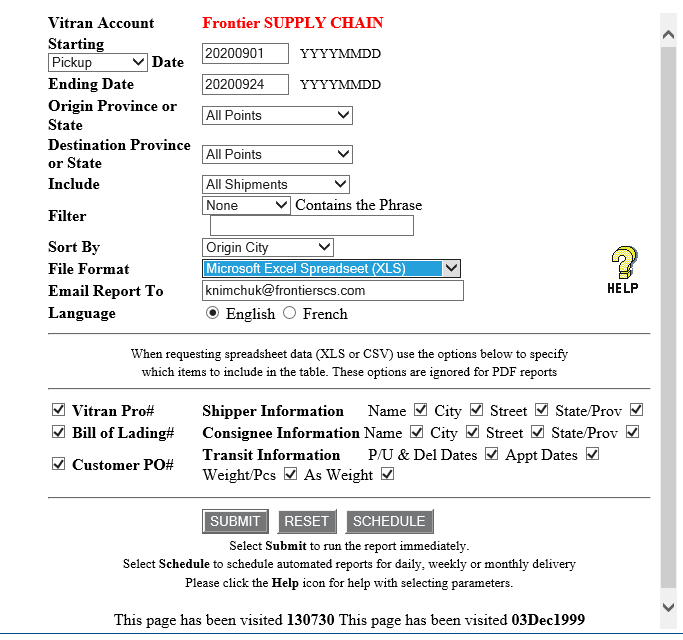 Vitran Account Frontier SUPPLY CHAIN
Starting
Pickup Date 20200901 YYYYMMDD
Ending Date 20200924 YYYYMMDD
Origin Province or
State All Points
Destination Province
or State All Points
Include All Shipments
None Contains the Phrase
Filter
Sort By Origin City
File Format Microsoft Excel Spreadseet (XLS)
HELP
Email Report To knimchuk@frontierscs.com
Language English French
When requesting spreadsheet data (XLS or CSV) use the options below to specify
which items to include in the table. These options are ignored for PDF reports
Vitran Pro# Shipper Information Name City Street State/Prov
Bill of Lading# Consignee Information Name City Street State/Prov
Customer PO# Transit Information P/U & Del Dates Appt Dates
Weight/Pcs As Weight
SUBMIT RESET SCHEDULE
Select Submit to run the report immediately.
Select Schedule to schedule automated reports for daily, weekly or monthly delivery
Please click the Help icon for help with selecting parameters.
This page has been visited 130730 This page has been visited 03Dec1999